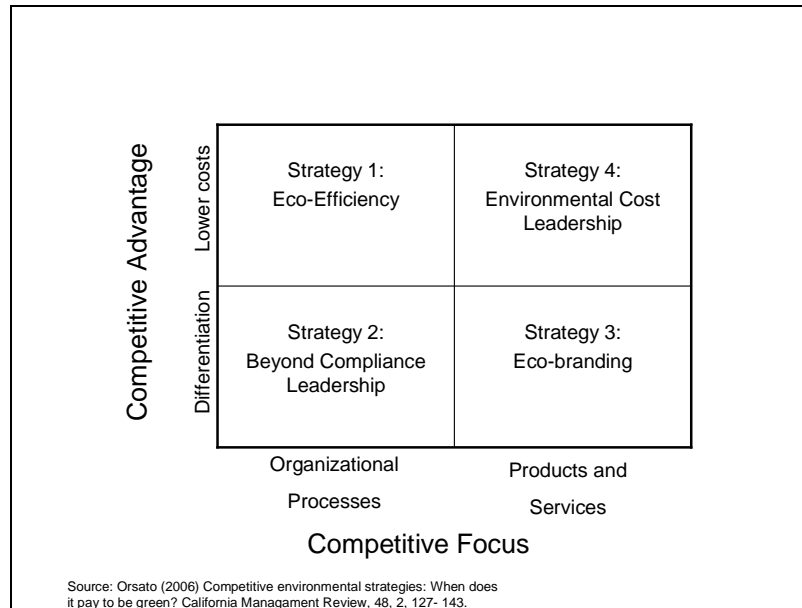 Competitive Advantage
Lower costs
Differentiation
Strategy 1:
Eco-Efficiency
Strategy 4:
Environmental Cost
Leadership
Strategy 2:
Beyond Compliance
Leadership
Strategy 3:
Eco-branding
Organizational
Processes
Products and
Services
Competitive Focus
Source: Orsato (2006) Competitive environmental strategies: When does
it pay to be green? California Managament Review, 48, 2, 127- 143.